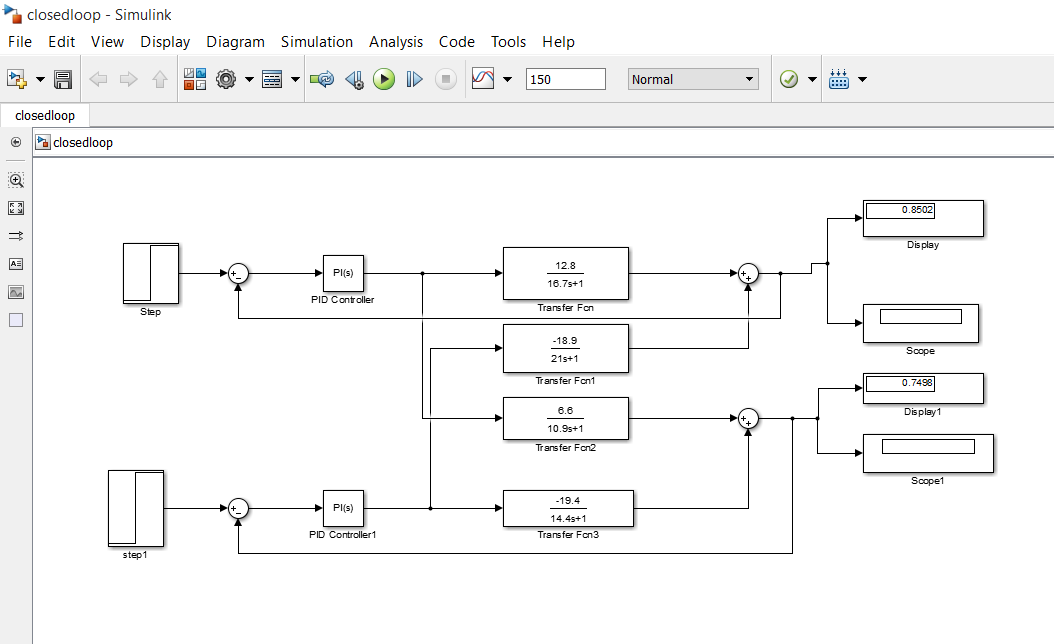 closedloop - Simulink
File Edit View Display Diagram Simulation Analysis Code Tools Help
150 Normal
closedloop
closedloop
0.8502
Display
Step
PI(s)
PID Controller
12.8
16.7s+1
Transfer Fcn
Scope
-18.9
21s+1
Transfer Fcn1
0.7498
Display1
6.6
10.9s+1
Transfer Fcn2
Scope1
step1
PI(s)
PID Controller1
-19.4
14.4s+1
Transfer Fcn3